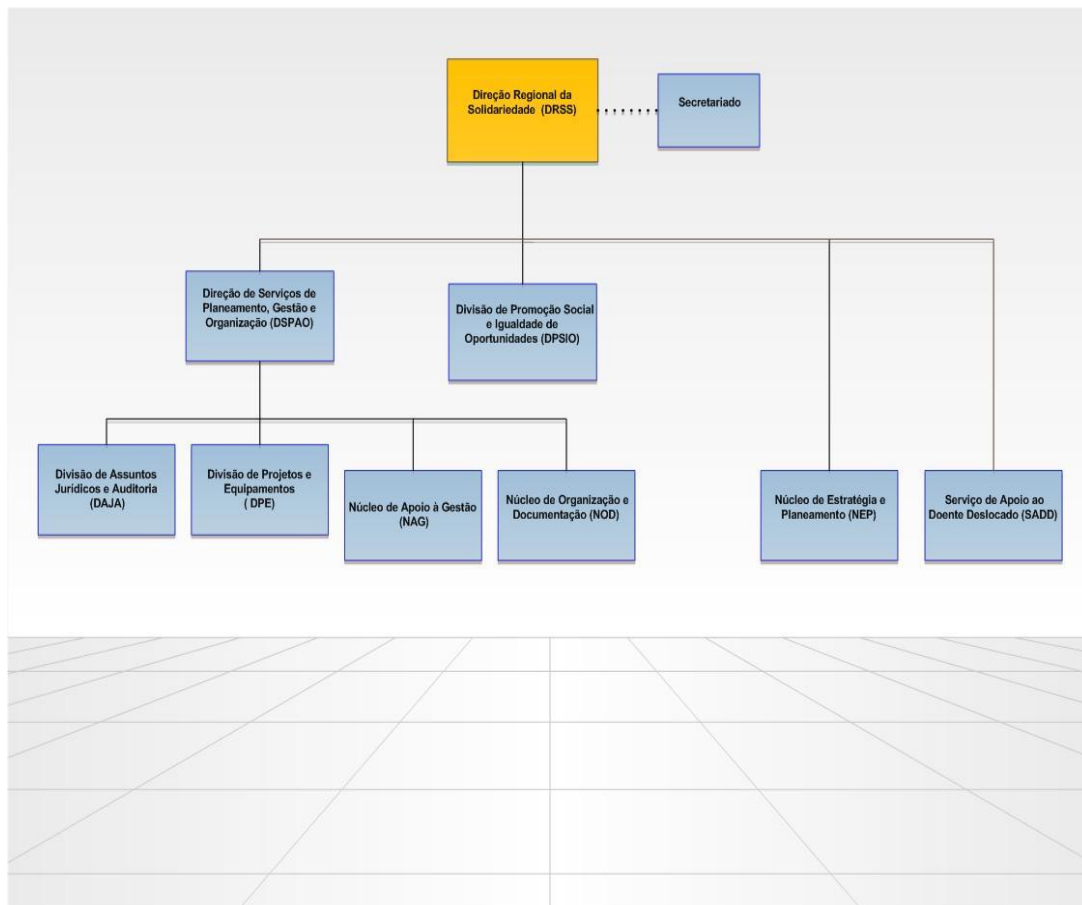 Direção Regional da
Solidariedade (DRSS)
Secretariado
Direção de Serviços de
Planeamento, Gestão e
Organização (DSPAO)
Divisão de Promoção Social
e Igualdade de
Oportunidades (DPSIO)
Divisão de Assuntos
Jurídicos e Auditoria
(DAJA)
Divisão de Projetos e
Equipamentos
( DPE)
Núcleo de Apoio à Gestão
(NAG)
Núcleo de Organização e
Documentação (NOD)
Núcleo de Estratégia e
Planeamento (NEP)
Serviço de Apoio ao
Doente Deslocado (SADD)